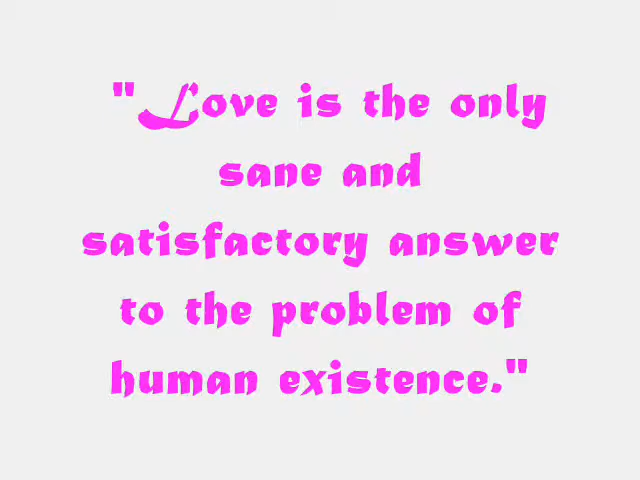 "Love is the only
sane and
satisfactory answer
to the problem of
human existence."